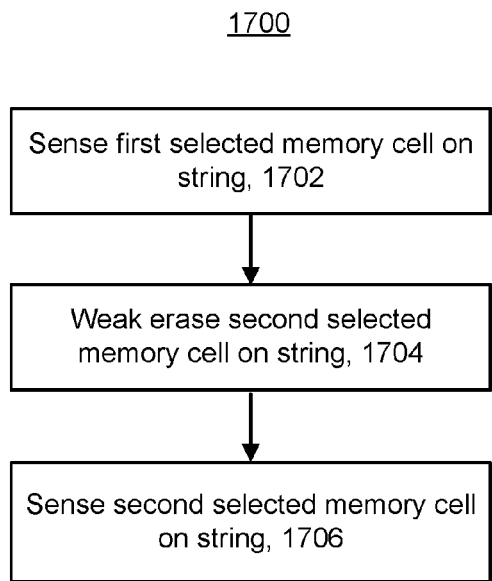 1700
Sense first selected memory cell on
string, 1702
Weak erase second selected
memory cell on string, 1704
Sense second selected memory cell
on string, 1706